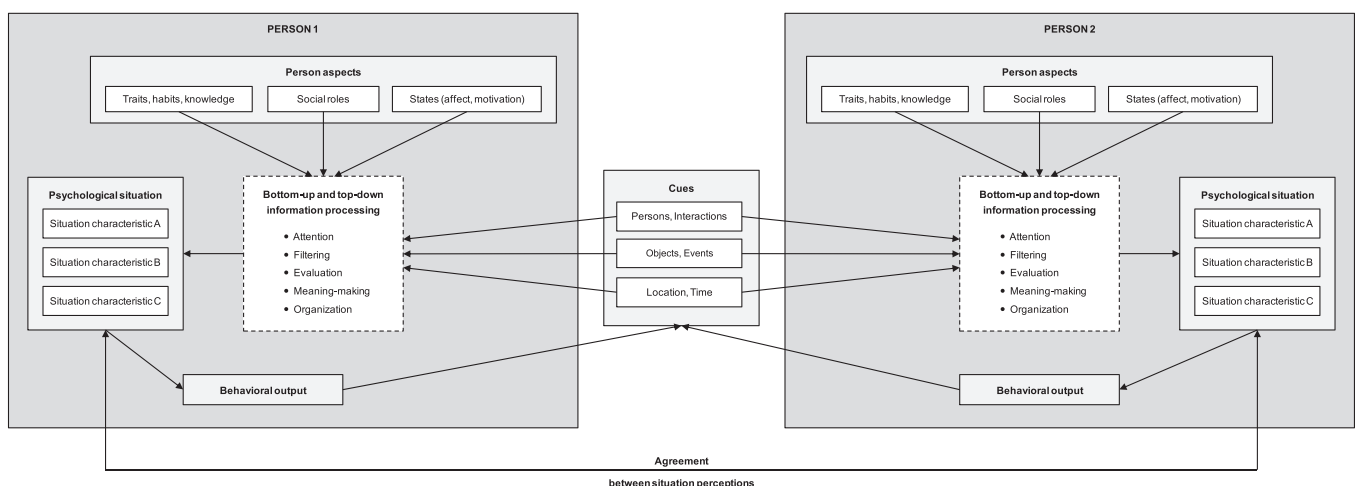 PERSON 1
Person aspects
Traits, habits, knowledge
Social roles
States (affect, motivation)
Psychological situation
Situation characteristic A
Situation characteristic B
Situation characteristic C
Bottom-up and top-down
information processing
• Attention
• Filtering
• Evaluation
• Meaning-making
• Organization
Behavioral output
Cues
Persons, Interactions
Objects, Events
Location, Time
PERSON 2
Person aspects
Traits, habits, knowledge
Social roles
States (affect, motivation)
Bottom-up and top-down
information processing
• Attention
• Filtering
• Evaluation
• Meaning-making
• Organization
Psychological situation
Situation characteristic A
Situation characteristic B
Situation characteristic C
Behavioral output
Agreement
between situation perceptions